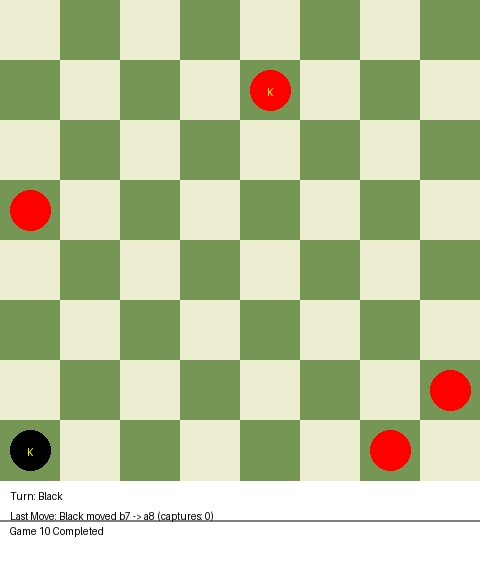 K
K
Turn: Black
Last Move: Black moved b7 -> a8 (captures: 0)
Game 10 Completed